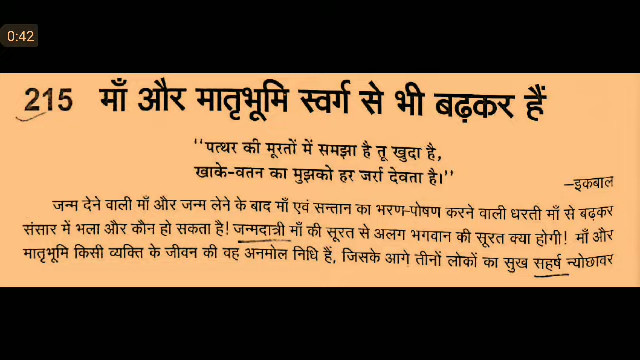 0:42
215 माँ और मातृभूमि स्वर्ग से भी बढ़कर हैं
"पत्थर की मूरतों में समझा है तू खुदा है,
खाके-वतन का मुझको हर जर्रा देवता है।"
–इकबाल
जन्म देने वाली माँ और जन्म लेने के बाद माँ एवं सन्तान का भरण-पोषण करने वाली धरती माँ से बढ़कर
संसार में भला और कौन हो सकता है! जन्मदात्री माँ की सूरत से अलग भगवान की सूरत क्या होगी! माँ और
मातृभूमि किसी व्यक्ति के जीवन की वह अनमोल निधि हैं, जिसके आगे तीनों लोकों का सुख सहर्ष न्योछावर